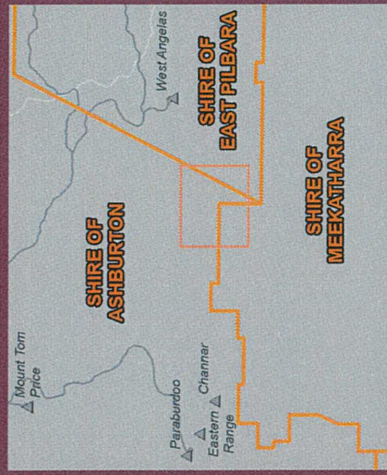 Mount Tom
Price
Paraburdoo
Channar
Eastern
Range
SHIRE OF
ASHBURTON
West Angelas
SHIRE OF
EAST PILBARA
SHIRE OF
MEEKATHARRA